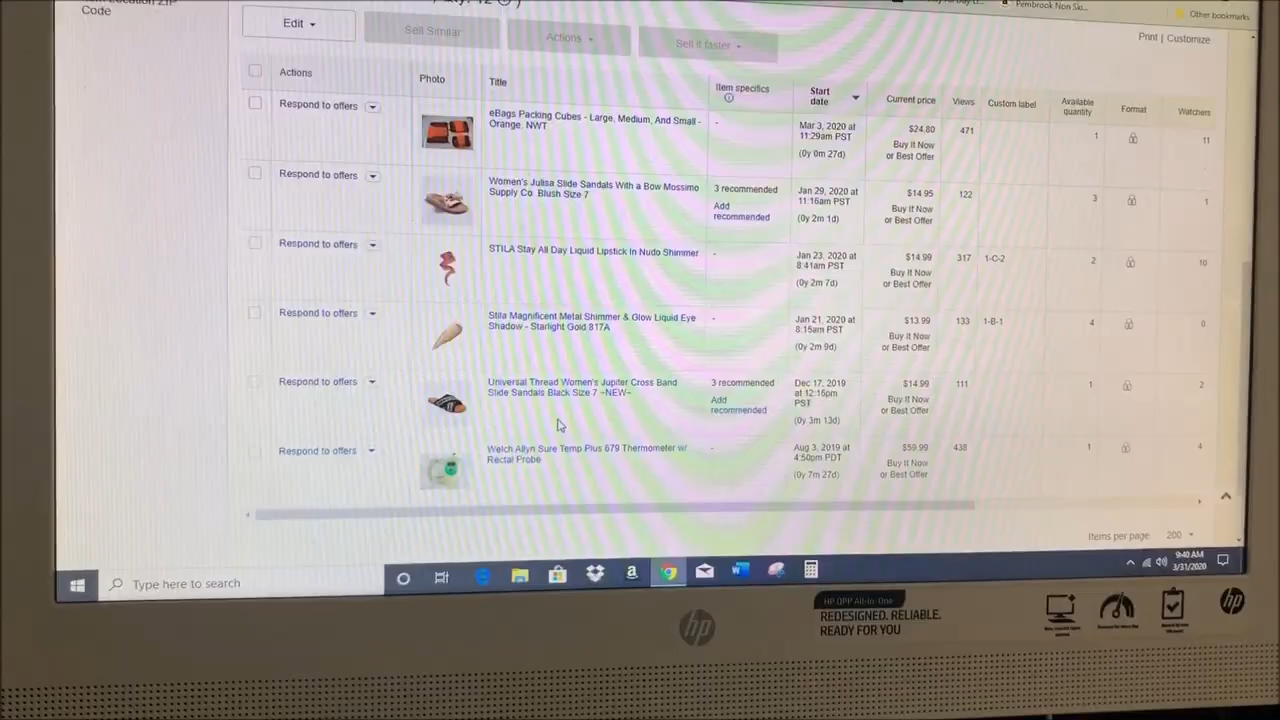 Code
Edit
Sell Similar
Actions
Sell it faster
Pembrook Non Ski...
Other bookmarks
Print | Customize
Actions
Photo
Title
Item specifics
Start
date
Current price
Views
Custom label
Available
quantity
Format
Watchers
Respond to offers
eBags Packing Cubes - Large, Medium, And Small -
Orange, NWT
-
Mar 3, 2020 at
11:29am PST
(0y 0m 27d)
$24.80
Buy It Now
or Best Offer
471
1
11
Respond to offers
Women's Julisa Slide Sandals With a Bow Mossimo
Supply Co. Blush Size 7
3 recommended
Add
recommended
Jan 29, 2020 at
11:16am PST
(0y 2m 1d)
$14.95
Buy It Now
or Best Offer
122
3
1
Respond to offers
STILA Stay All Day Liquid Lipstick In Nudo Shimmer
-
Jan 23, 2020 at
8:41am PST
(0y 2m 7d)
$14.99
Buy It Now
or Best Offer
317
1-C-2
2
10
Respond to offers
Stila Magnificent Metal Shimmer & Glow Liquid Eye
Shadow - Starlight Gold 817A
-
Jan 21, 2020 at
8:15am PST
(0y 2m 9d)
$13.99
Buy It Now
or Best Offer
133
1-B-1
4
0
Respond to offers
Universal Thread Women's Jupiter Cross Band
Slide Sandals Black Size 7 ~NEW~
3 recommended
Add
recommended
Dec 17, 2019
at 12:16pm
PST
(0y 3m 13d)
$14.99
Buy It Now
or Best Offer
111
1
2
Respond to offers
Welch Allyn Sure Temp Plus 679 Thermometer w/
Rectal Probe
-
Aug 3, 2019 at
4:50pm PDT
(0y 7m 27d)
$59.99
Buy It Now
or Best Offer
438
1
4
Items per page: 200
Type here to search
9:40 AM
3/31/2020
hp
HP OPP All-in-One
REDESIGNED. RELIABLE.
READY FOR YOU
hp